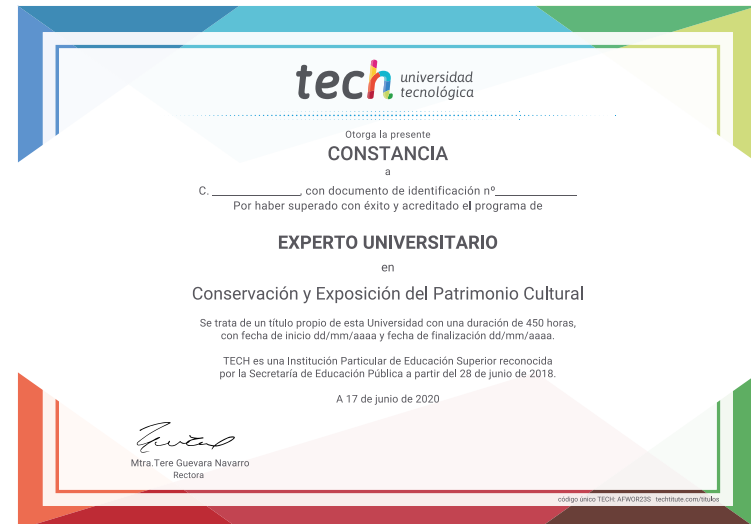 tech universidad
tecnológica
Otorga la presente
CONSTANCIA
a
C. ________________, con documento de identificación nº______________
Por haber superado con éxito y acreditado el programa de
EXPERTO UNIVERSITARIO
en
Conservación y Exposición del Patrimonio Cultural
Se trata de un título propio de esta Universidad con una duración de 450 horas,
con fecha de inicio dd/mm/aaaa y fecha de finalización dd/mm/aaaa.
TECH es una Institución Particular de Educación Superior reconocida
por la Secretaría de Educación Pública a partir del 28 de junio de 2018.
A 17 de junio de 2020
Mtra.Tere Guevara Navarro
Rectora
código único TECH: AFWOR23S techtitute.com/titulos